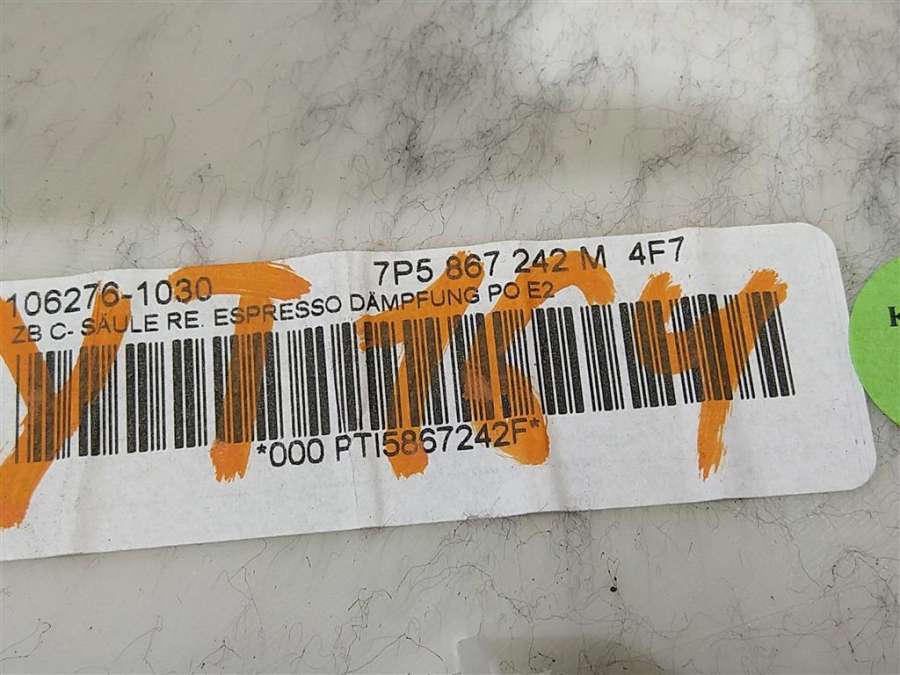 106276-1030 7P5 867 242 M 4F7
ZB C- SÄULE RE. ESPRESSO DÄMPFUNG PO E2
*000 PTI5867242F*
K